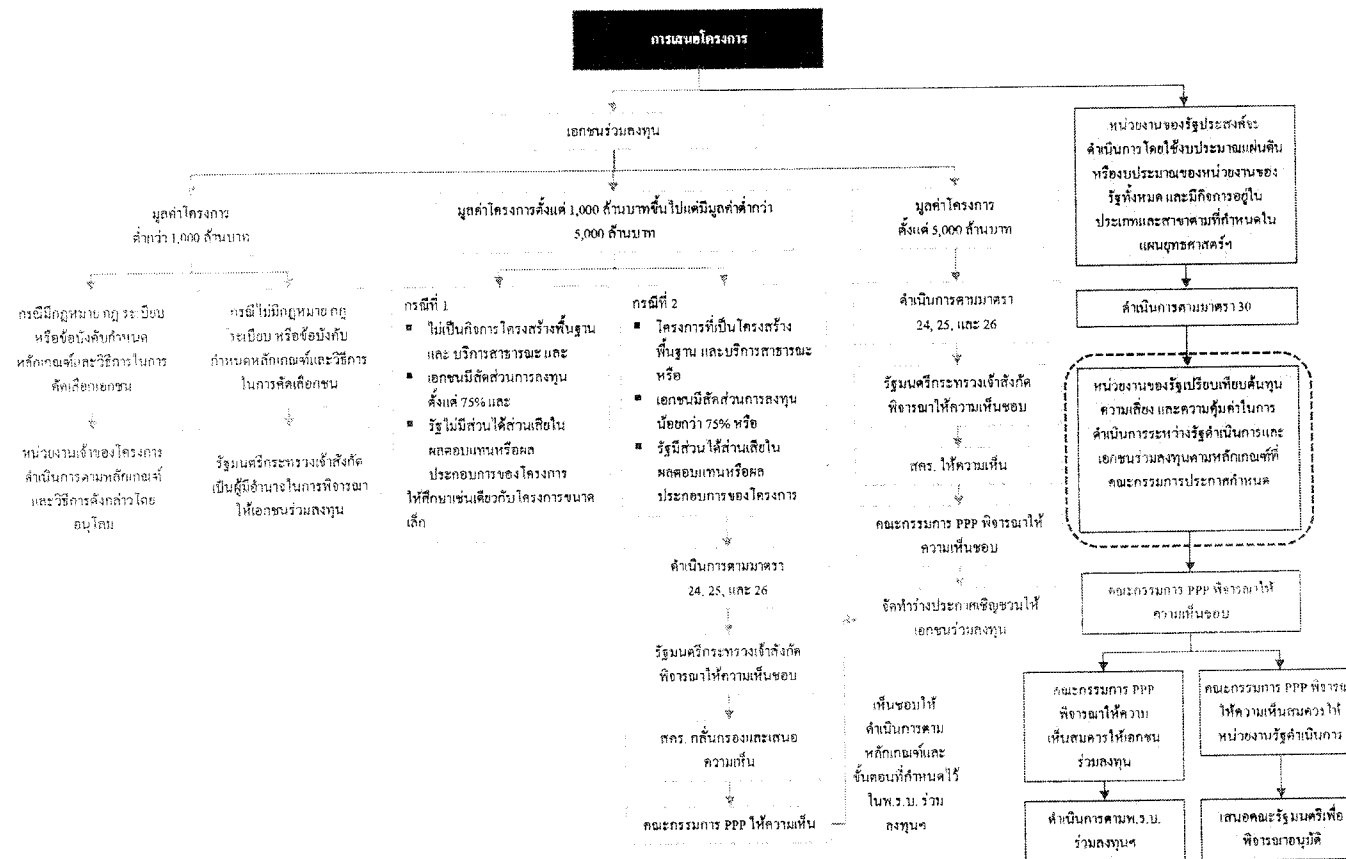 การเสนอโครงการ
เอกชนร่วมลงทุน
มูลค่าโครงการ
ต่ำกว่า 1,000 ล้านบาท
กรณีมีกฎหมาย กฎ ระเบียบ
หรือข้อบังคับกำหนด
หลักเกณฑ์และวิธีการในการ
คัดเลือกเอกชน
หน่วยงานเจ้าของโครงการ
ดำเนินการตามหลักเกณฑ์
และวิธีการดังกล่าวโดย
อนุโลม
กรณีไม่มีกฎหมาย กฎ
ระเบียบ หรือข้อบังคับ
กำหนดหลักเกณฑ์และวิธีการ
ในการคัดเลือกชน
รัฐมนตรีกระทรวงเจ้าสังกัด
เป็นผู้มีอำนาจในการพิจารณา
ให้เอกชนร่วมลงทุน
มูลค่าโครงการตั้งแต่ 1,000 ล้านบาทขึ้นไปแต่มีมูลค่าต่ำกว่า
5,000 ล้านบาท
กรณีที่ 1
▪ ไม่เป็นกิจการโครงสร้างพื้นฐาน
และ บริการสาธารณะ และ
▪ เอกชนมีสัดส่วนการลงทุน
ตั้งแต่ 75% และ
▪ รัฐไม่มีส่วนได้ส่วนเสียใน
ผลตอบแทนหรือผล
ประกอบการของโครงการ
ให้ศึกษาเช่นเดียวกับโครงการขนาด
เล็ก
กรณีที่ 2
▪ โครงการที่เป็นโครงสร้าง
พื้นฐาน และบริการสาธารณะ
หรือ
▪ เอกชนมีสัดส่วนการลงทุน
น้อยกว่า 75% หรือ
▪ รัฐมีส่วนได้ส่วนเสียใน
ผลตอบแทนหรือผล
ประกอบการของโครงการ
ดำเนินการตามมาตรา
24, 25, และ 26
รัฐมนตรีกระทรวงเจ้าสังกัด
พิจารณาให้ความเห็นชอบ
สคร. กลั่นกรองและเสนอ
ความเห็น
คณะกรรมการ PPP ให้ความเห็น
เห็นชอบให้
ดำเนินการตาม
หลักเกณฑ์และ
ขั้นตอนที่กำหนดไว้
ในพ.ร.บ. ร่วม
ลงทุนฯ
มูลค่าโครงการ
ตั้งแต่ 5,000 ล้านบาท
ดำเนินการตามมาตรา
24, 25, และ 26
รัฐมนตรีกระทรวงเจ้าสังกัด
พิจารณาให้ความเห็นชอบ
สคร. ให้ความเห็น
คณะกรรมการ PPP พิจารณาให้
ความเห็นชอบ
จัดทำร่างประกาศเชิญชวนให้
เอกชนร่วมลงทุน
หน่วยงานของรัฐประสงค์จะ
ดำเนินการโดยใช้งบประมาณแผ่นดิน
หรืองบประมาณของหน่วยงานของ
รัฐทั้งหมด และมีกิจการอยู่ใน
ประเภทและสาขาตามที่กำหนดใน
แผนยุทธศาสตร์ฯ
ดำเนินการตามมาตรา 30
หน่วยงานของรัฐเปรียบเทียบต้นทุน
ความเสี่ยง และความคุ้มค่าในการ
ดำเนินการระหว่างรัฐดำเนินการและ
เอกชนร่วมลงทุนตามหลักเกณฑ์ที่
คณะกรรมการประกาศกำหนด
คณะกรรมการ PPP พิจารณาให้
ความเห็นชอบ
คณะกรรมการ PPP
พิจารณาให้ความ
เห็นสมควรให้เอกชน
ร่วมลงทุน
ดำเนินการตามพ.ร.บ.
ร่วมลงทุนฯ
คณะกรรมการ PPP พิจารณ
ให้ความเห็นสมควรให้
หน่วยงานรัฐดำเนินการ
เสนอคณะรัฐมนตรีเพื่อ
พิจารณาอนุมัติ